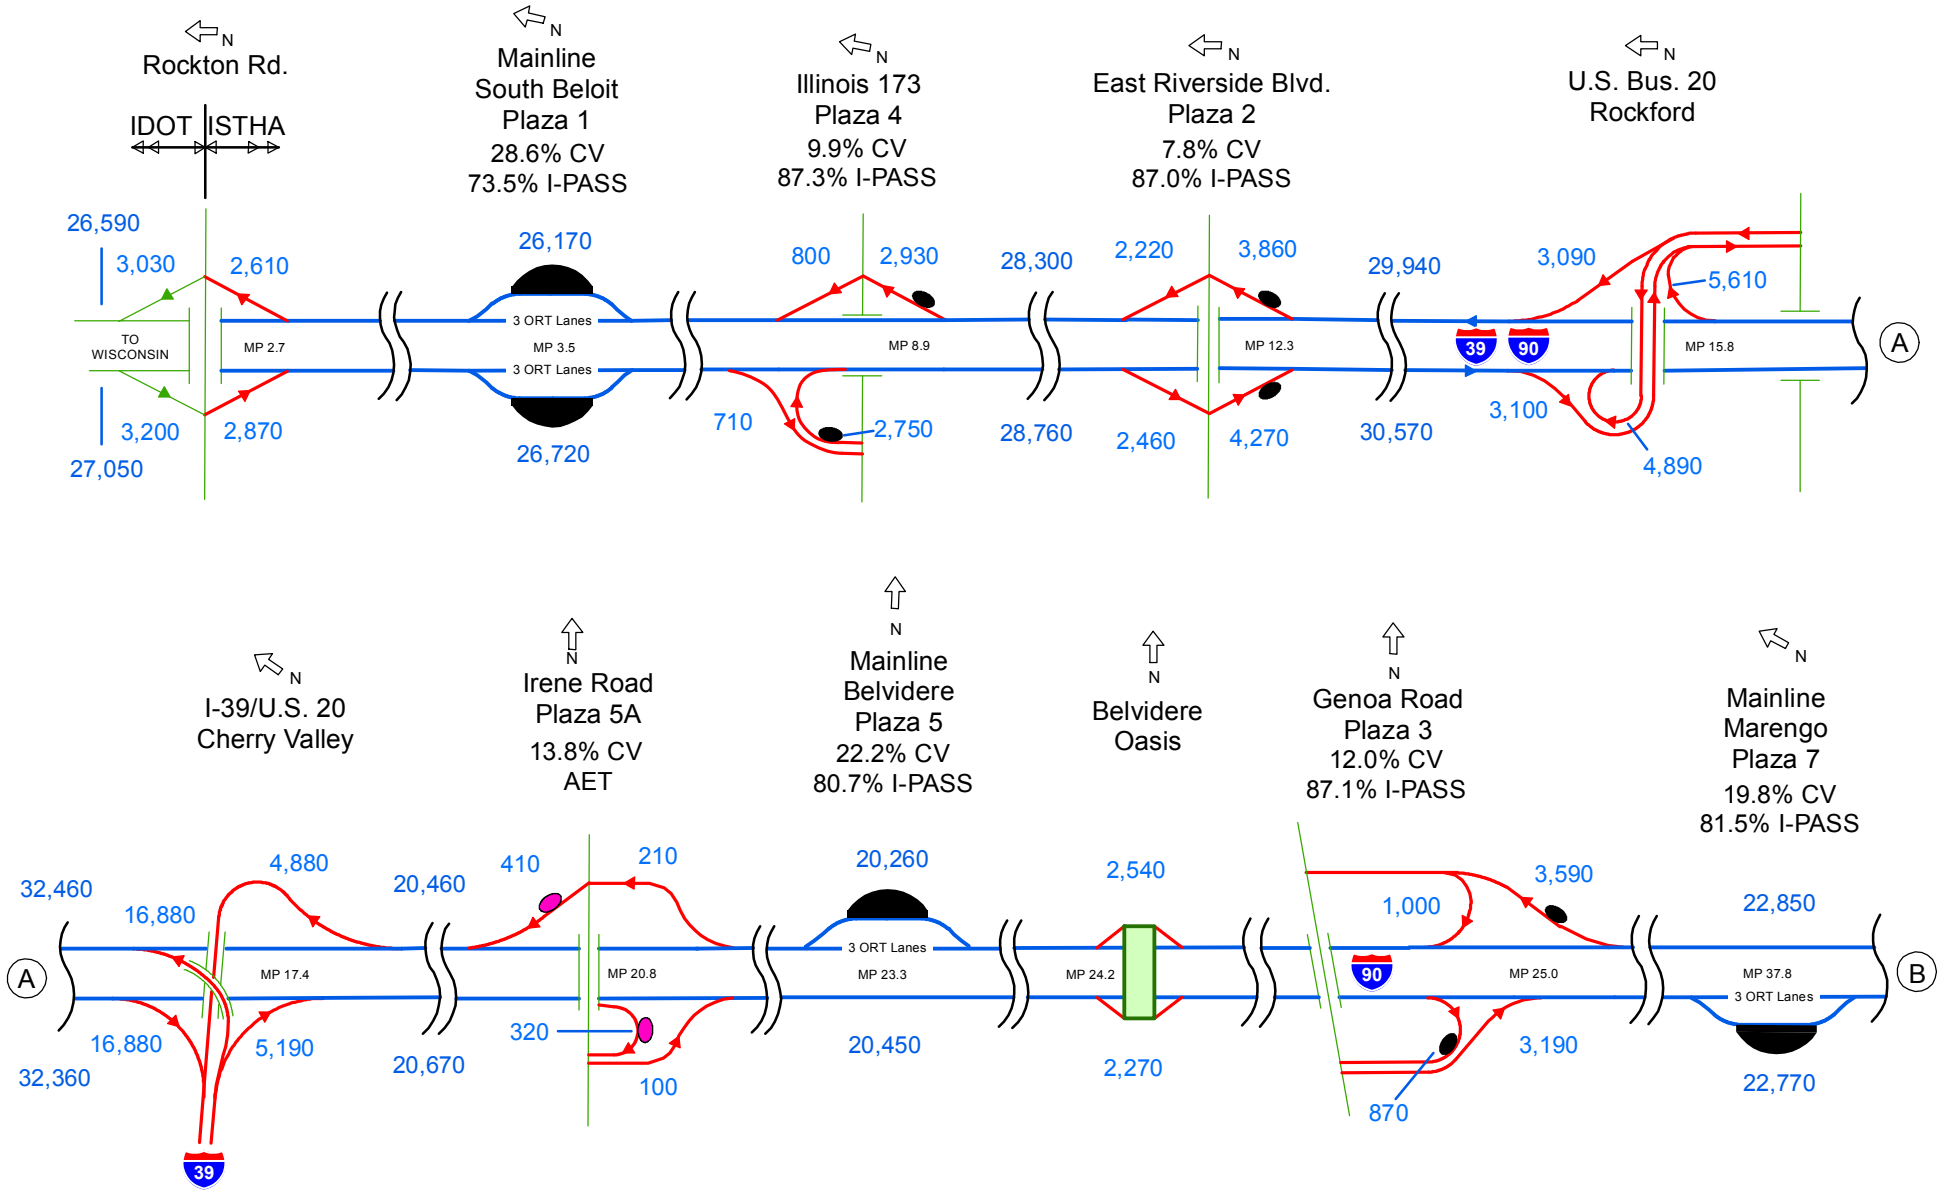 N
Rockton Rd.
IDOT ISTHA
26,590
3,030
2,610
TO
WISCONSIN
MP 2.7
3,200
2,870
27,050
N
Mainline
South Beloit
Plaza 1
28.6% CV
73.5% I-PASS
26,170
3 ORT Lanes
MP 3.5
3 ORT Lanes
26,720
N
Illinois 173
Plaza 4
9.9% CV
87.3% I-PASS
800
2,930
MP 8.9
710
2,750
28,300
28,760
N
East Riverside Blvd.
Plaza 2
7.8% CV
87.0% I-PASS
2,220
3,860
MP 12.3
2,460
4,270
29,940
30,570
N
U.S. Bus. 20
Rockford
3,090
5,610
39
90
MP 15.8
3,100
4,890
A
N
I-39/U.S. 20
Cherry Valley
32,460
4,880
16,880
A
MP 17.4
16,880
5,190
32,360
39
20,460
20,670
N
Irene Road
Plaza 5A
13.8% CV
AET
410
210
MP 20.8
320
100
N
Mainline
Belvidere
Plaza 5
22.2% CV
80.7% I-PASS
20,260
3 ORT Lanes
MP 23.3
20,450
N
Belvidere
Oasis
2,540
MP 24.2
2,270
N
Genoa Road
Plaza 3
12.0% CV
87.1% I-PASS
3,590
1,000
90
MP 25.0
3,190
870
N
Mainline
Marengo
Plaza 7
19.8% CV
81.5% I-PASS
22,850
MP 37.8
3 ORT Lanes
22,770
B